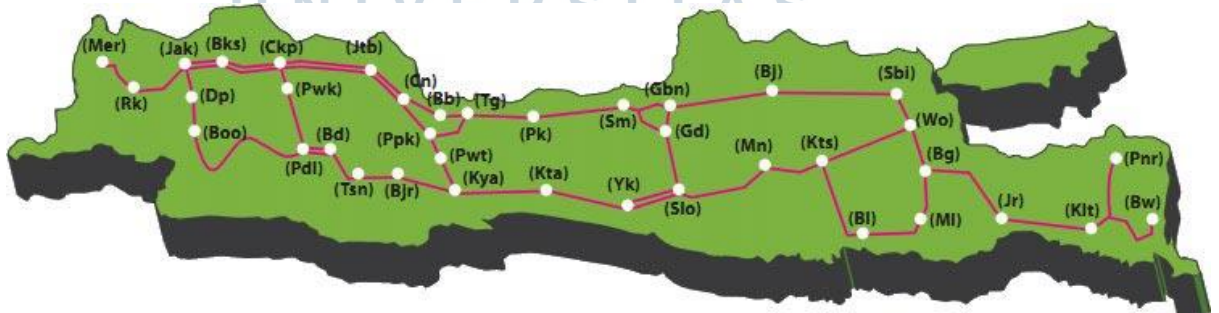 (Mer)
(Jak)
(Bks)
(Ckp)
(Jtb)
(Rk)
(Dp)
(Pwk)
(Cn)
(Bb)
(Tg)
(Gbn)
(Bj)
(Sbi)
(Boo)
(Ppk)
(Pk)
(Sm)
(Gd)
(Wo)
(Pdl)
(Bd)
(Pwt)
(Mn)
(Kts)
(Bg)
(Pnr)
(Tsn)
(Bjr)
(Kya)
(Kta)
(Yk)
(Slo)
(Bl)
(Ml)
(Jr)
(Klt)
(Bw)